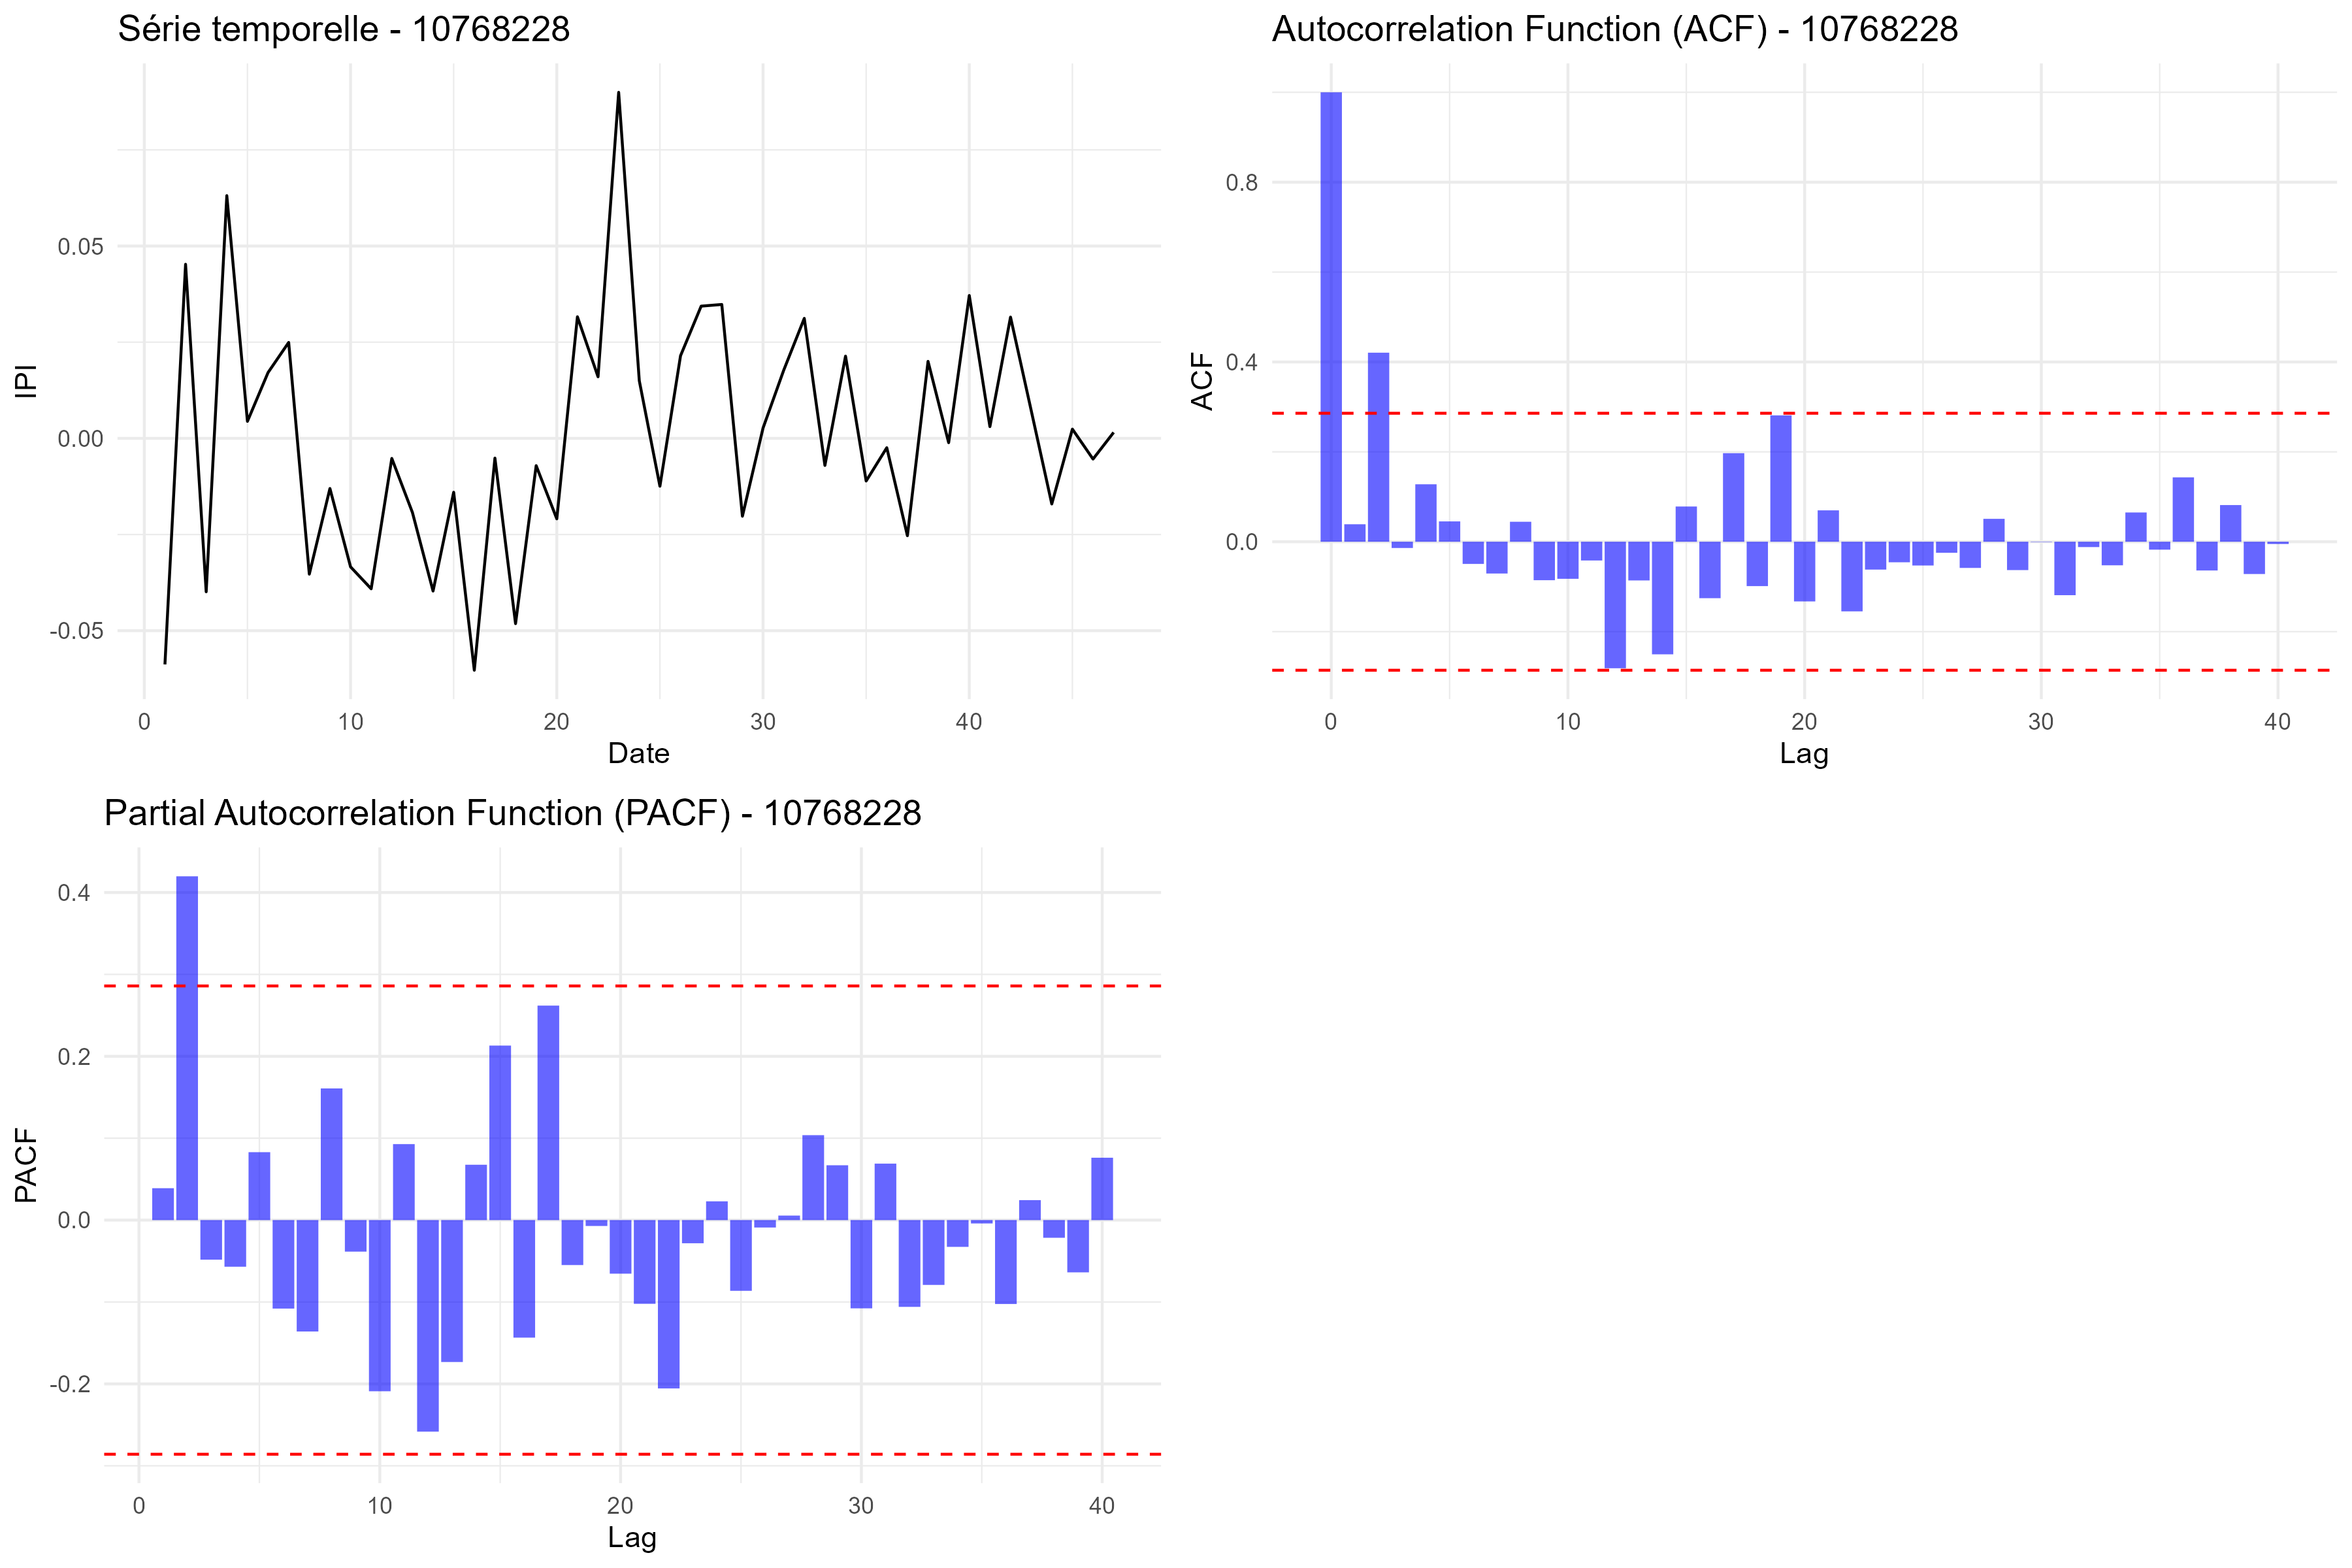 Série temporelle - 10768228
IPI
0.05
0.00
-0.05
0 10 20 30 40
Date
Autocorrelation Function (ACF) - 10768228
ACF
0.8
0.4
0.0
0 10 20 30 40
Lag
Partial Autocorrelation Function (PACF) - 10768228
PACF
0.4
0.2
0.0
-0.2
0 10 20 30 40
Lag